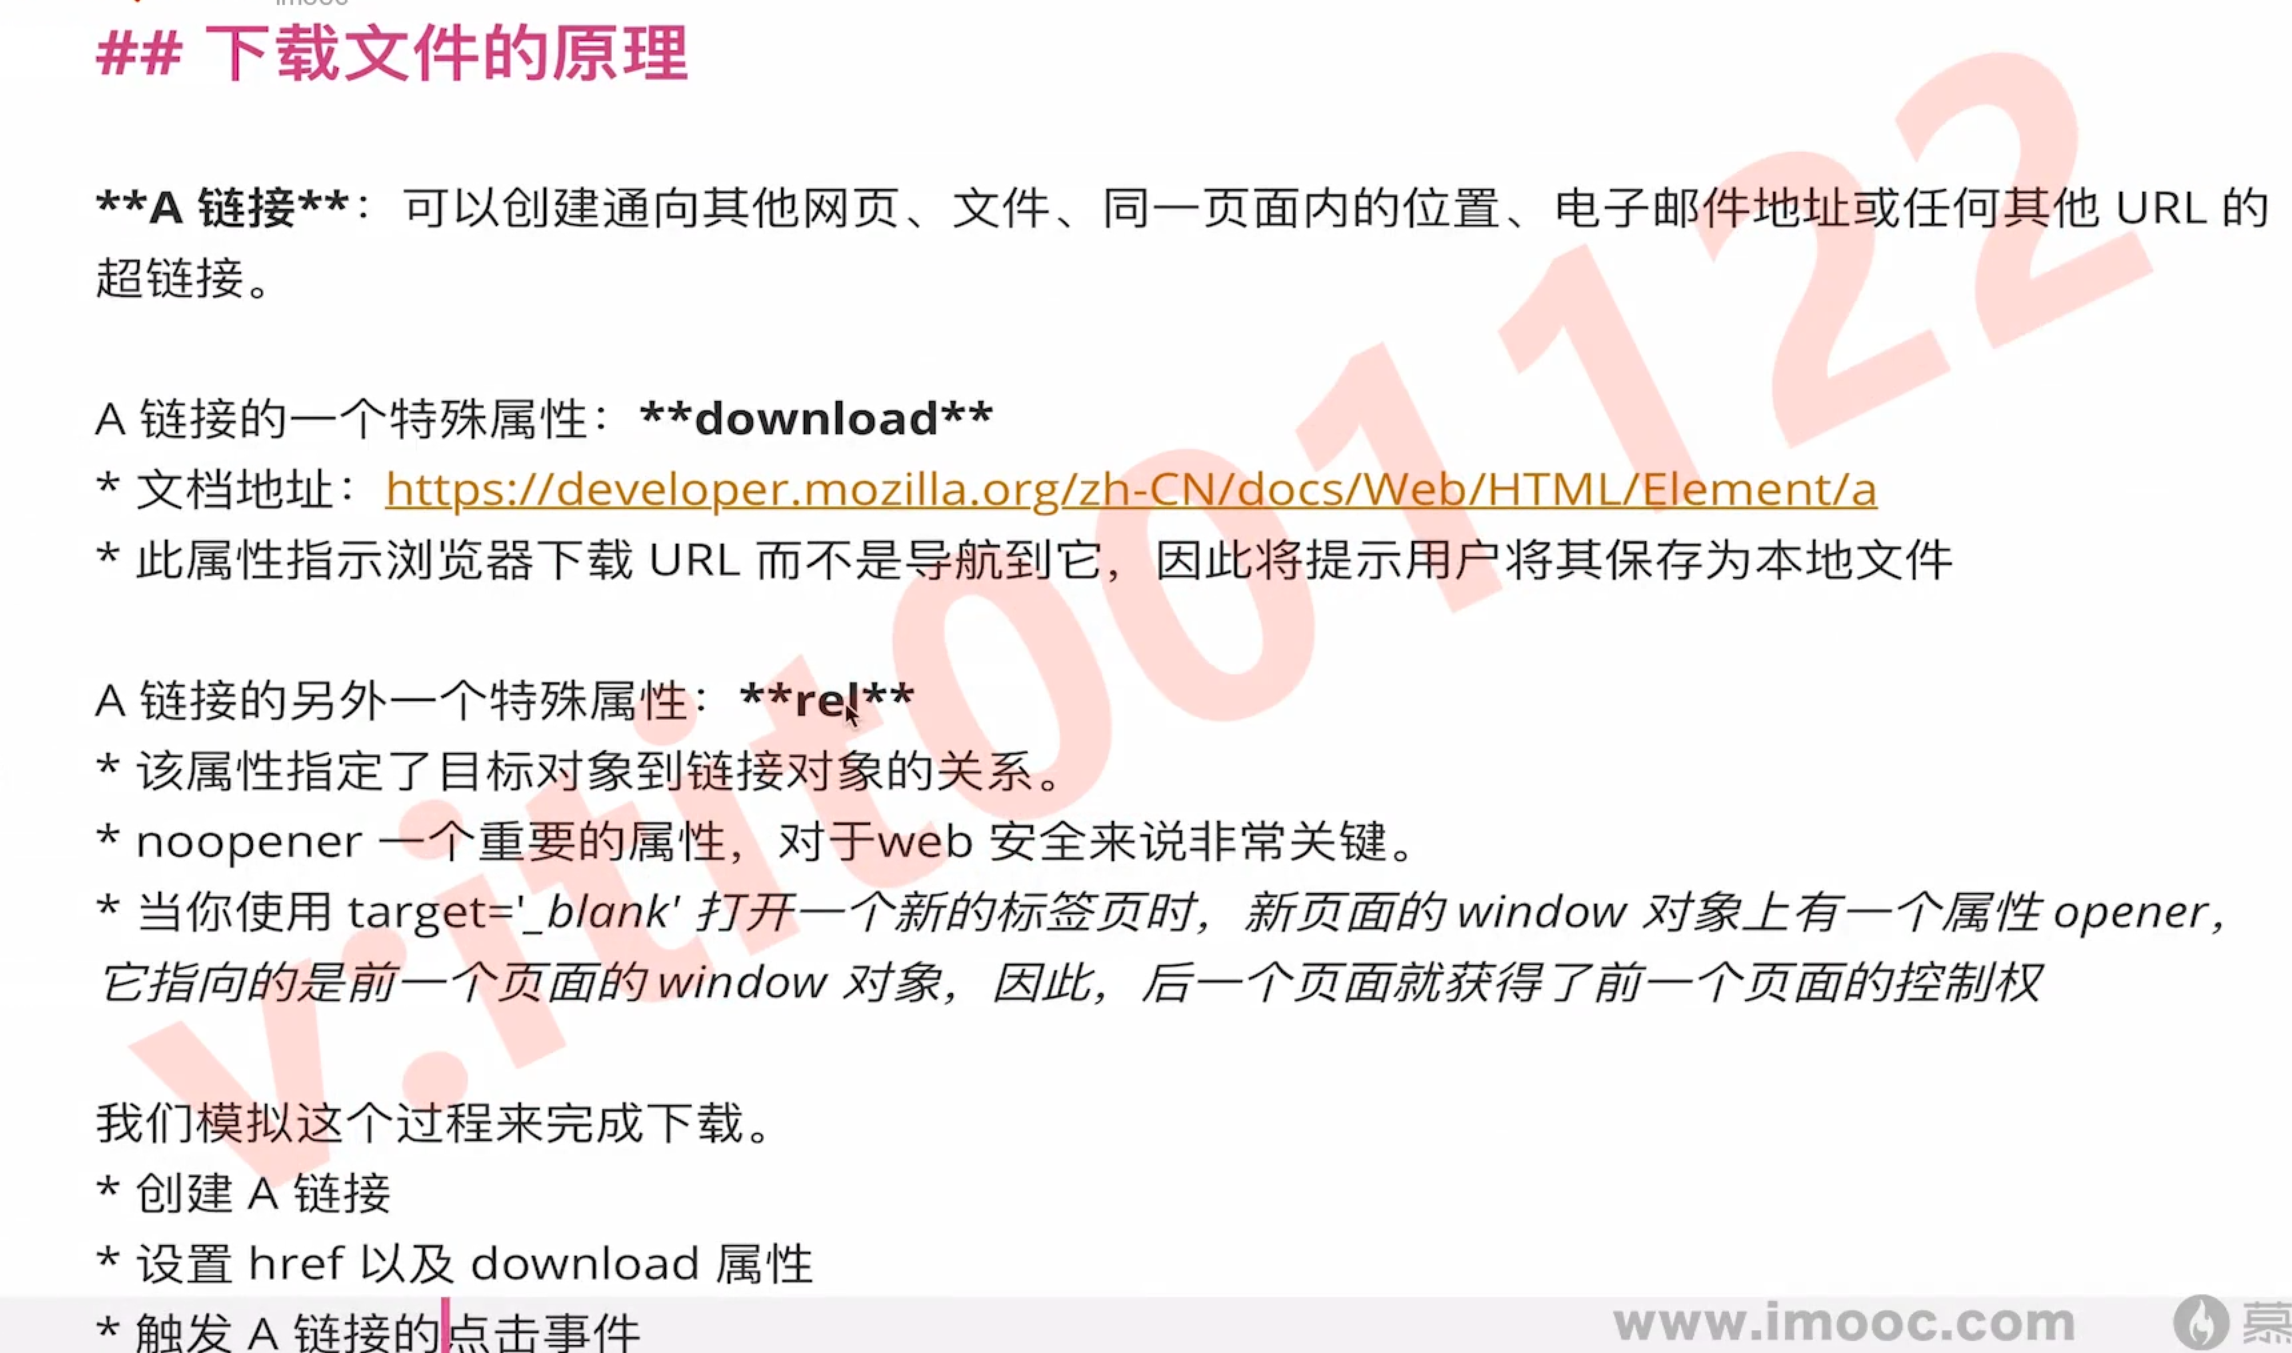 ## 下载文件的原理
**A 链接**：可以创建通向其他网页、文件、同一页面内的位置、电子邮件地址或任何其他 URL 的
超链接。
A 链接的一个特殊属性：**download**
* 文档地址：https://developer.mozilla.org/zh-CN/docs/Web/HTML/Element/a
* 此属性指示浏览器下载 URL 而不是导航到它，因此将提示用户将其保存为本地文件
A 链接的另外一个特殊属性：**rel**
* 该属性指定了目标对象到链接对象的关系。
* noopener 一个重要的属性，对于web 安全来说非常关键。
* 当你使用 target='_blank' 打开一个新的标签页时，新页面的 window 对象上有一个属性 opener，
它指向的是前一个页面的 window 对象，因此，后一个页面就获得了前一个页面的控制权
我们模拟这个过程来完成下载。
* 创建 A 链接
* 设置 href 以及 download 属性
* 触发 A 链接的点击事件
v:itit001122
www.imooc.com 慕